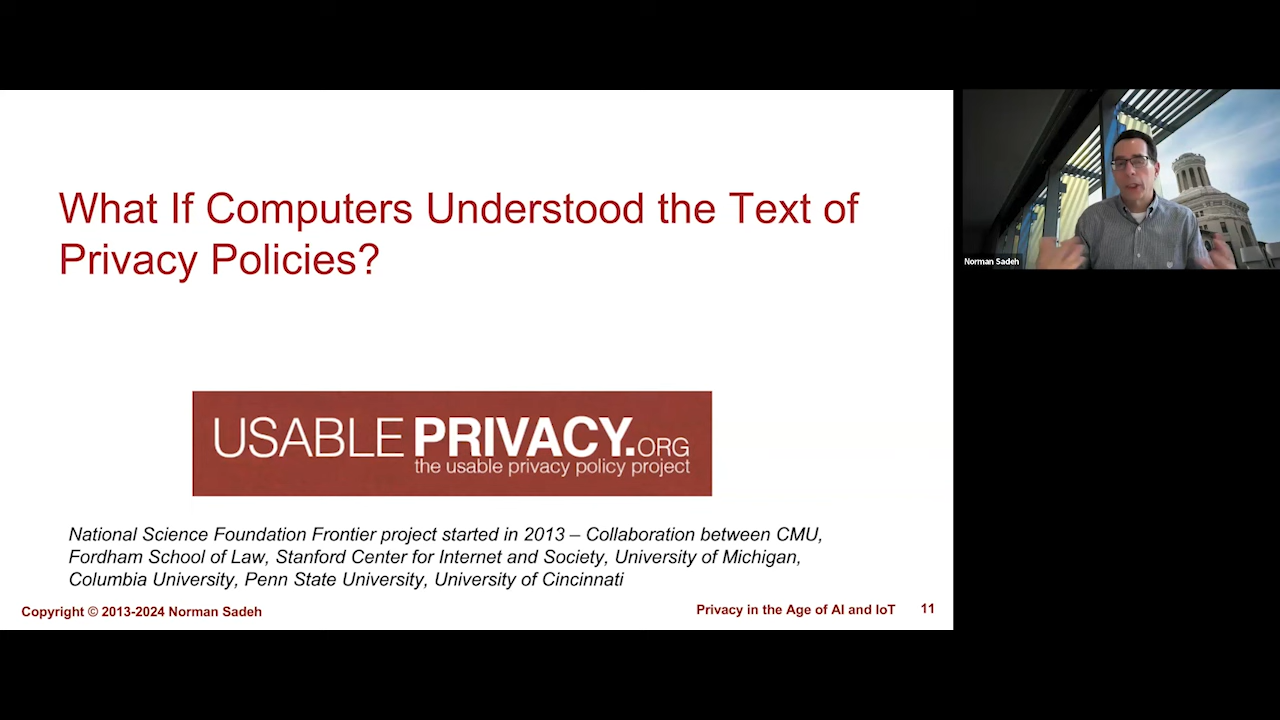 What If Computers Understood the Text of
Privacy Policies?
USABLE PRIVACY.ORG
the usable privacy policy project
National Science Foundation Frontier project started in 2013 – Collaboration between CMU,
Fordham School of Law, Stanford Center for Internet and Society, University of Michigan,
Columbia University, Penn State University, University of Cincinnati
Copyright © 2013-2024 Norman Sadeh
Privacy in the Age of AI and IoT 11
Norman Sadeh